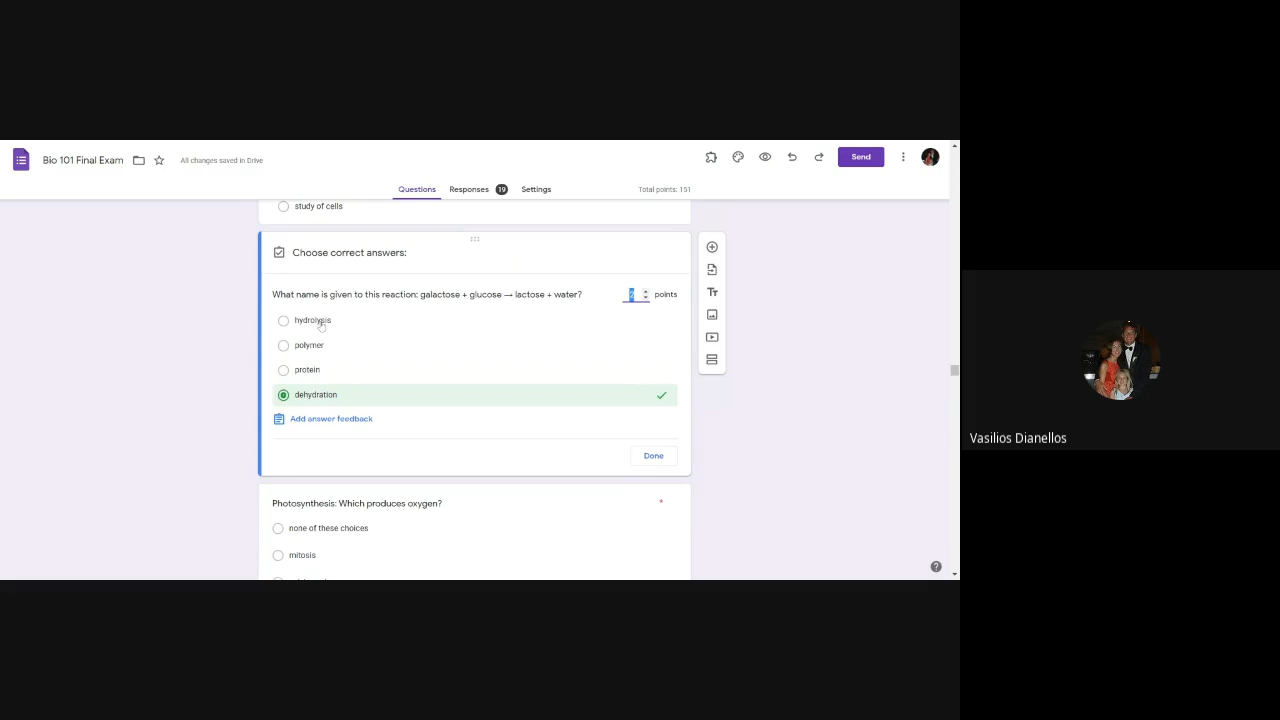 Bio 101 Final Exam
All changes saved in Drive
Send
Questions
Responses 19
Settings
Total points: 151
study of cells
Choose correct answers:
What name is given to this reaction: galactose + glucose → lactose + water?
2 points
hydrolysis
polymer
protein
dehydration
Add answer feedback
Done
Photosynthesis: Which produces oxygen? *
none of these choices
mitosis
Vasilios Dianellos